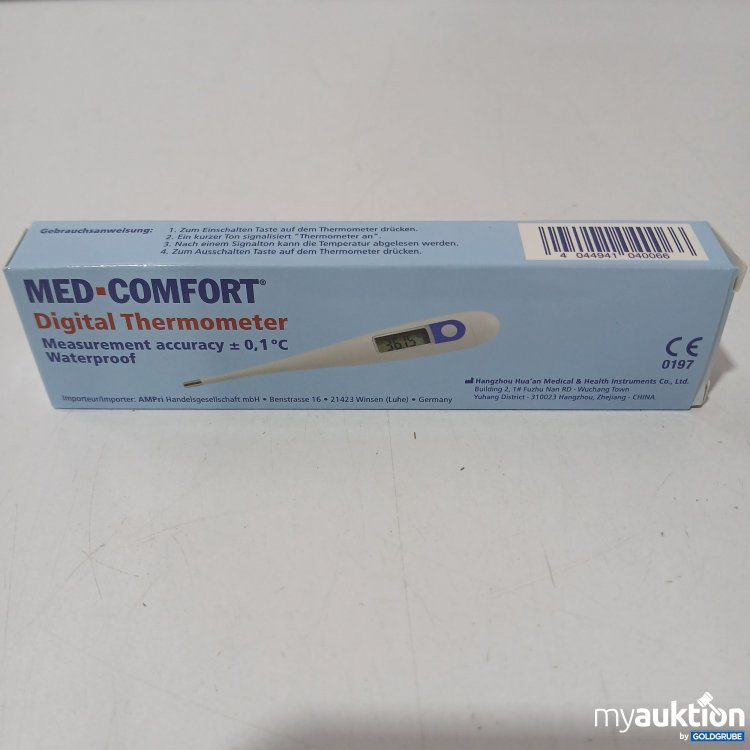 Gebrauchsanweisung: 1. Zum Einschalten Taste auf dem Thermometer drücken.
2. Ein kurzer Ton signalisiert "Thermometer an".
3. Nach einem Signalton kann die Temperatur abgelesen werden.
4. Zum Ausschalten Taste auf dem Thermometer drücken.
4 044941 040066
MED·COMFORT®
Digital Thermometer
Measurement accuracy ± 0,1 °C
Waterproof
CE
0197
Hangzhou Hua'an Medical & Health Instruments Co., Ltd.
Building 2, 1# Fuzhu Nan RD · Wuchang Town
Yuhang District - 310023 Hangzhou, Zhejiang - CHINA
Importeur/Importer: AMPri Handelsgesellschaft mbH • Benstrasse 16 • 21423 Winsen (Luhe) • Germany
myauktion
by GOLDGRUBE